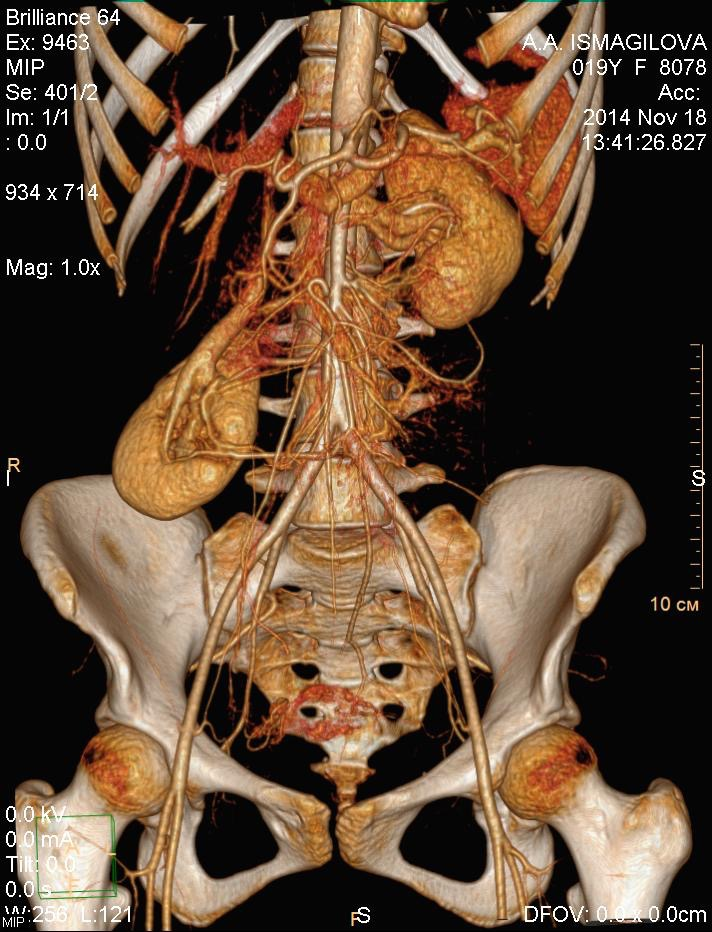 Brilliance 64
Ex: 9463
MIP
Se: 401/2
Im: 1/1
: 0.0
934 x 714
Mag: 1.0x
A.A. ISMAGILOVA
019Y F 8078
Acc:
2014 Nov 18
13:41:26.827
R
S
10 см
0.0 kV
0.0 mA
Tilt: 0.0
0.0 s
W:256 L:121
MIP
S
DFOV: 0.0 x 0.0cm